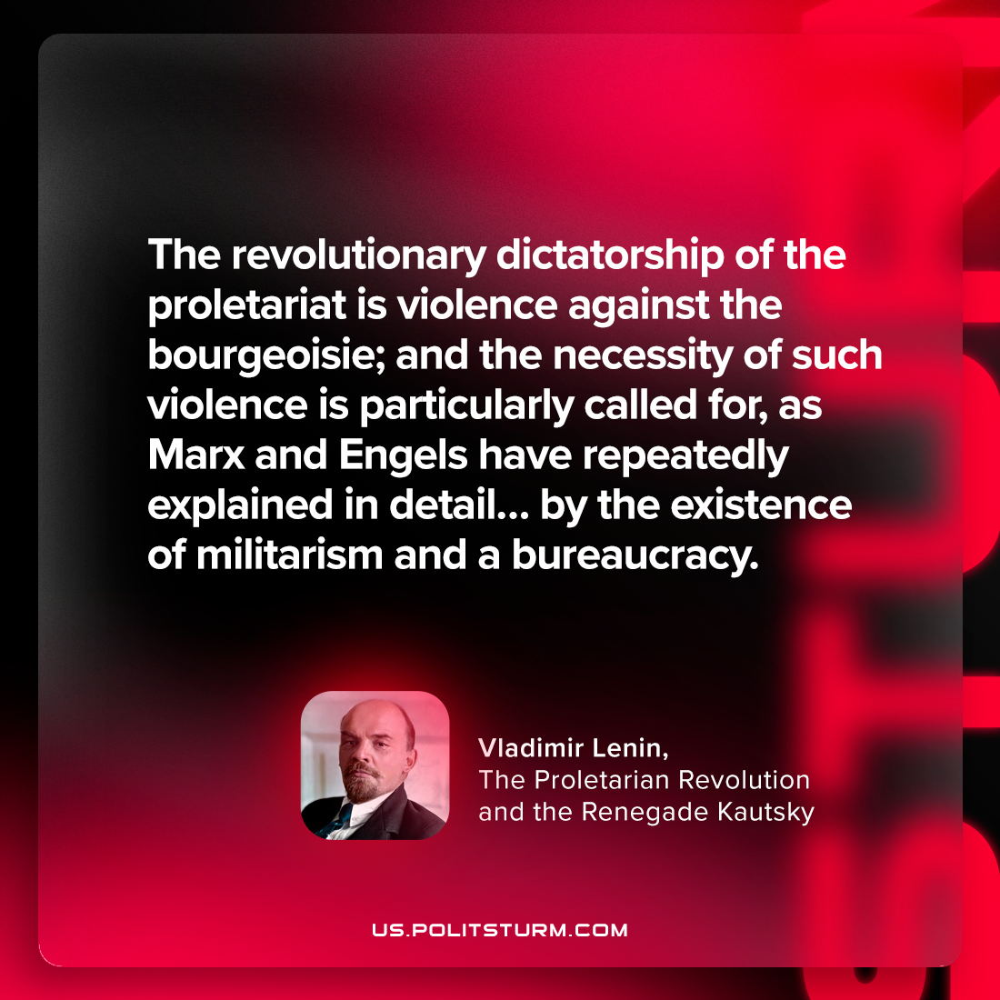 The revolutionary dictatorship of the
proletariat is violence against the
bourgeoisie; and the necessity of such
violence is particularly called for, as
Marx and Engels have repeatedly
explained in detail... by the existence
of militarism and a bureaucracy.
Vladimir Lenin,
The Proletarian Revolution
and the Renegade Kautsky
US.POLITSTURM.COM